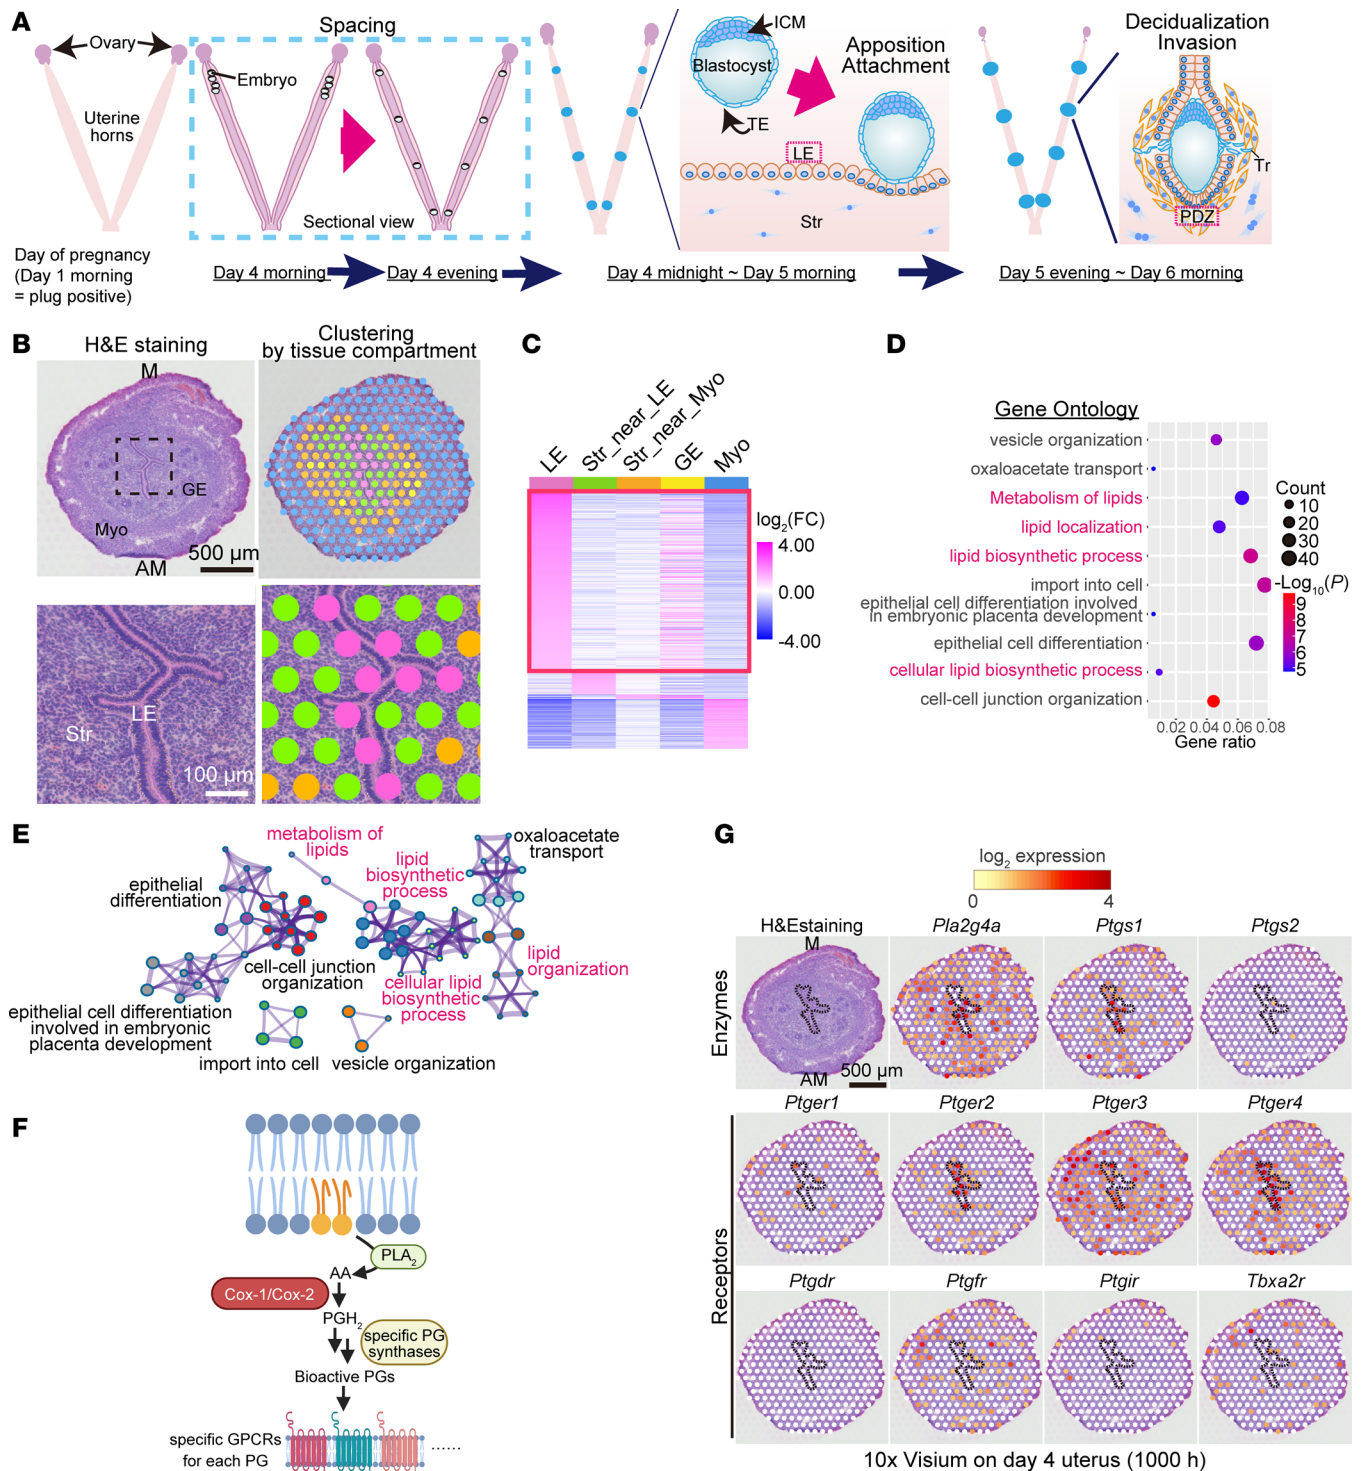 A
Ovary
Uterine
horns
Day of pregnancy
(Day 1 morning
= plug positive)
Spacing
Embryo
Sectional view
Day 4 morning
Day 4 evening
ICM
Blastocyst
TE
Apposition
Attachment
LE
Str
Day 4 midnight ~ Day 5 morning
Decidualization
Invasion
Tr
PDZ
Day 5 evening ~ Day 6 morning
B
H&E staining
M
GE
Myo
AM
500 µm
Clustering
by tissue compartment
LE
Str
100 µm
C
LE
Str_near_LE
Str_near_Myo
GE
Myo
log2(FC)
4.00
0.00
-4.00
D
Gene Ontology
vesicle organization
oxaloacetate transport
Metabolism of lipids
lipid localization
lipid biosynthetic process
import into cell
epithelial cell differentiation involved
in embryonic placenta development
epithelial cell differentiation
cellular lipid biosynthetic process
cell-cell junction organization
0.02 0.04 0.06 0.08
Gene ratio
Count
10
20
30
40
-Log10(P)
9
8
7
6
5
E
metabolism of
lipids
lipid
biosynthetic
process
oxaloacetate
transport
epithelial
differentiation
cell-cell junction
organization
cellular lipid
biosynthetic
process
lipid
organization
epithelial cell differentiation
involved in embryonic
placenta development
import into cell
vesicle organization
F
PLA2
AA
Cox-1/Cox-2
PGH2
specific PG
synthases
Bioactive PGs
specific GPCRs
for each PG
......
G
log2 expression
0
4
H&Estaining
M
AM
500 µm
Pla2g4a
Ptgs1
Ptgs2
Enzymes
Ptger1
Ptger2
Ptger3
Ptger4
Receptors
Ptgdr
Ptgfr
Ptgir
Tbxa2r
10x Visium on day 4 uterus (1000 h)